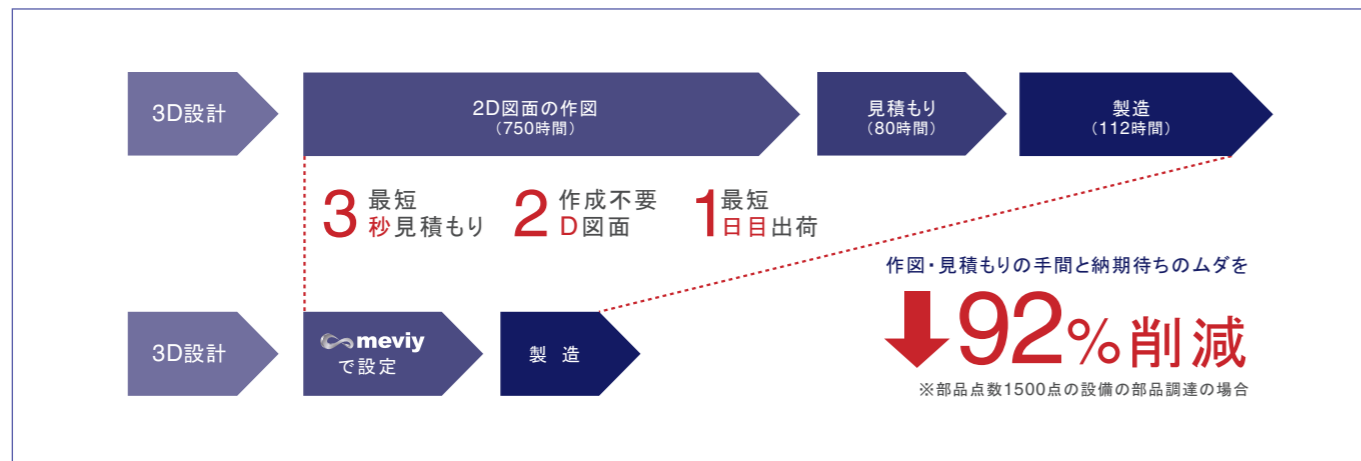 3D設計
2D図面の作図
（750時間）
見積もり
（80時間）
製造
（112時間）
3 最短
秒見積もり
2 作成不要
D図面
1 最短
日目出荷
作図・見積もりの手間と納期待ちのムダを
92%削減
※部品点数1500点の設備の部品調達の場合
3D設計
meviy
で設定
製 造